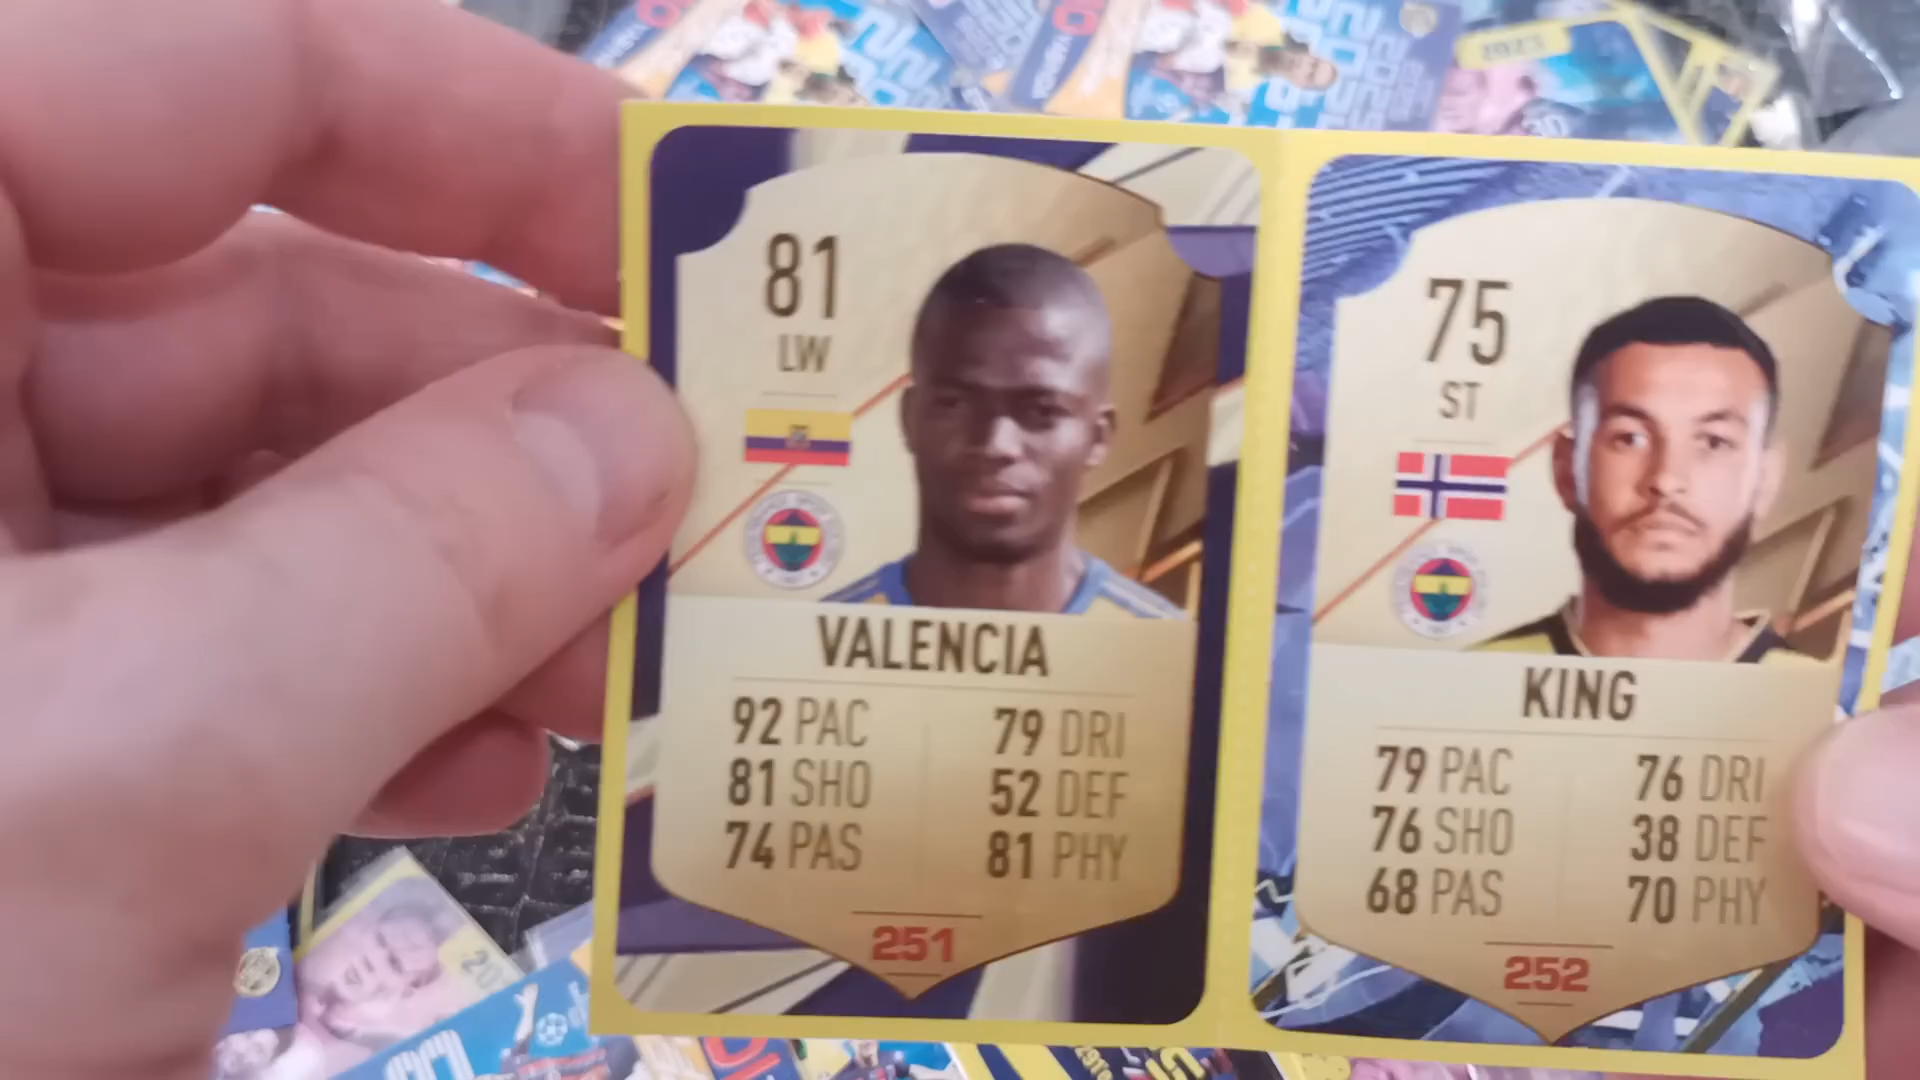 2023
81
LW
VALENCIA
92 PAC
79 DRI
81 SHO
52 DEF
74 PAS
81 PHY
251
75
ST
KING
79 PAC
76 DRI
76 SHO
38 DEF
68 PAS
70 PHY
252